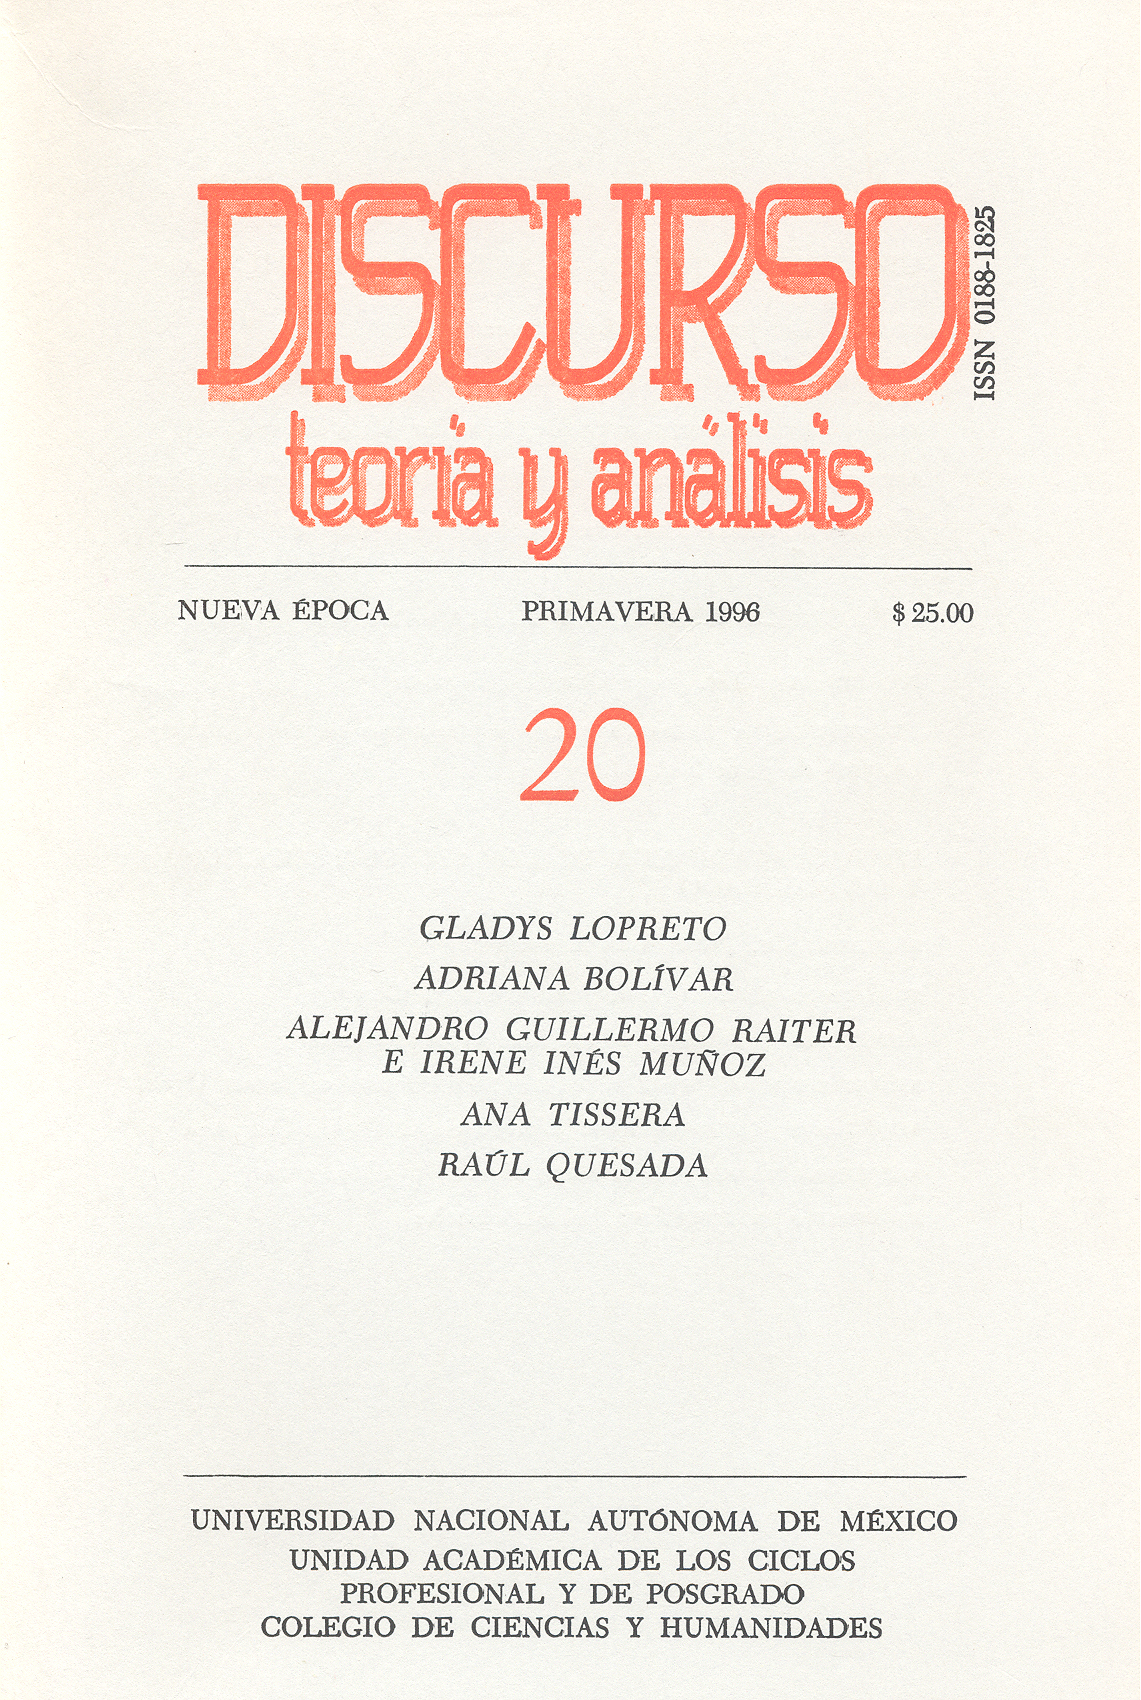 DISCURSO
ISSN 0188-1825
teoría y análisis
NUEVA ÉPOCA PRIMAVERA 1996 $ 25.00
20
GLADYS LOPRETO
ADRIANA BOLÍVAR
ALEJANDRO GUILLERMO RAITER
E IRENE INÉS MUÑOZ
ANA TISSERA
RAÚL QUESADA
UNIVERSIDAD NACIONAL AUTÓNOMA DE MÉXICO
UNIDAD ACADÉMICA DE LOS CICLOS
PROFESIONAL Y DE POSGRADO
COLEGIO DE CIENCIAS Y HUMANIDADES